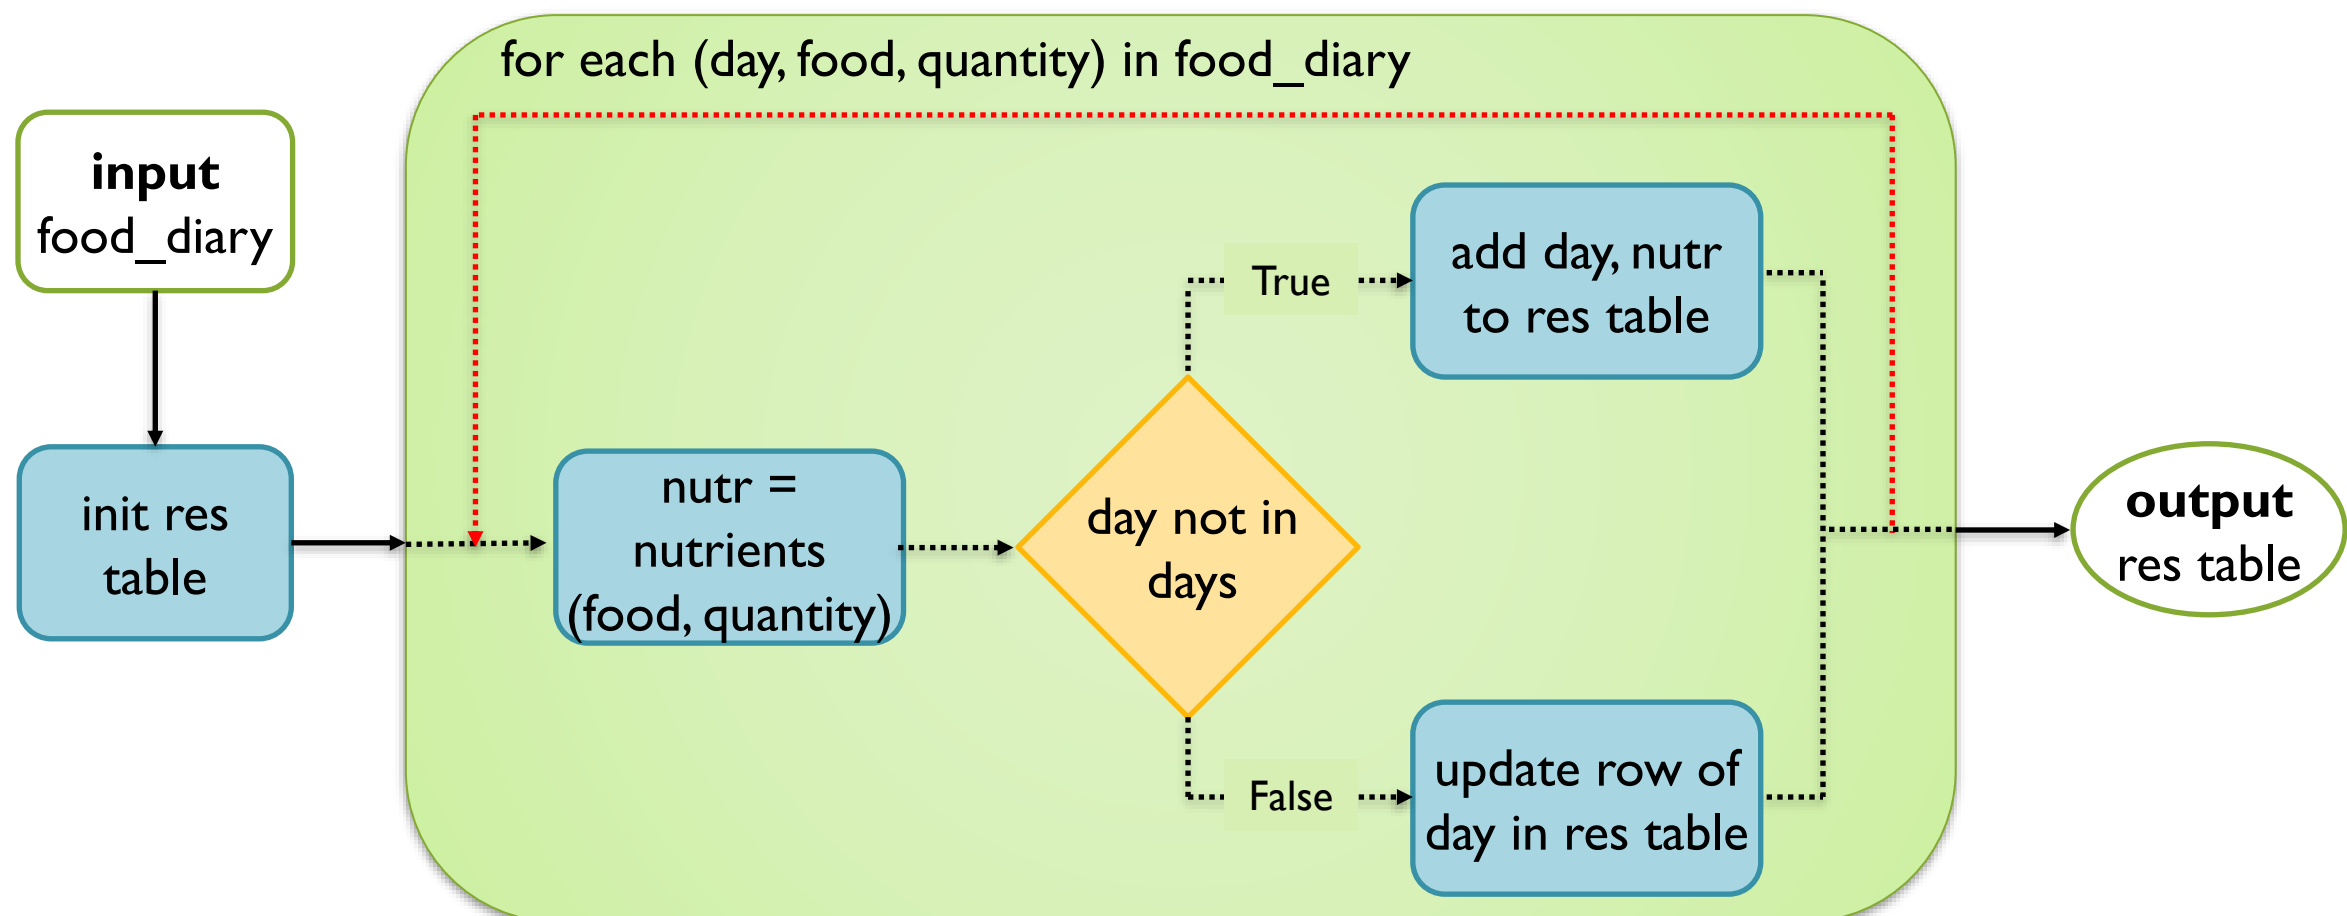 for each (day, food, quantity) in food_diary
input
food_diary
init res
table
nutr =
nutrients
(food, quantity)
day not in
days
True
add day, nutr
to res table
False
update row of
day in res table
output
res table